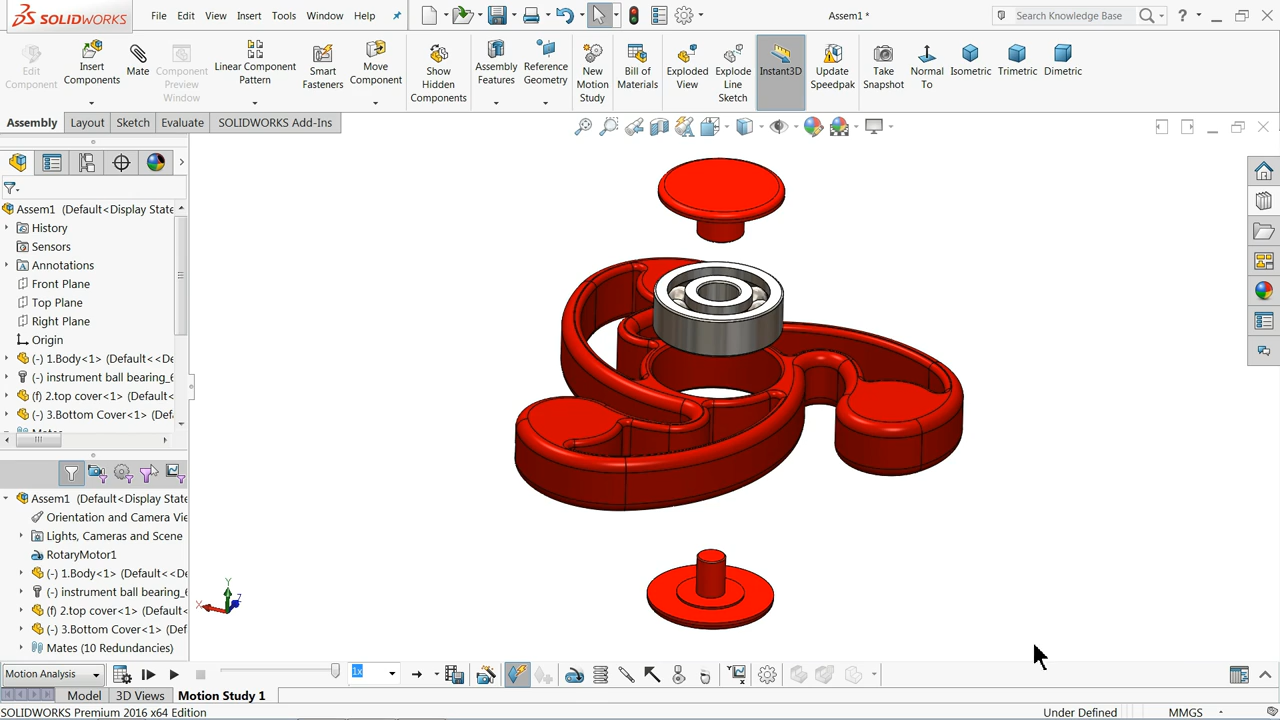 SOLIDWORKS
File Edit View Insert Tools Window Help
Assem1 *
Search Knowledge Base
?
Edit Component
Insert Components
Mate
Component Preview Window
Linear Component Pattern
Smart Fasteners
Move Component
Show Hidden Components
Assembly Features
Reference Geometry
New Motion Study
Bill of Materials
Exploded View
Explode Line Sketch
Instant3D
Update Speedpak
Take Snapshot
Normal To
Isometric
Trimetric
Dimetric
Assembly Layout Sketch Evaluate SOLIDWORKS Add-Ins
Assem1 (Default<Display State
History
Sensors
Annotations
Front Plane
Top Plane
Right Plane
Origin
(-) 1.Body<1> (Default<<De
(-) instrument ball bearing_6
(f) 2.top cover<1> (Default<
(-) 3.Bottom Cover<1> (Def
Mates
Assem1 (Default<Display State
Orientation and Camera Vie
Lights, Cameras and Scene
RotaryMotor1
(-) 1.Body<1> (Default<<De
(-) instrument ball bearing_6
(f) 2.top cover<1> (Default<
(-) 3.Bottom Cover<1> (Def
Mates (10 Redundancies)
Y
X
Z
Motion Analysis
1x
Model 3D Views Motion Study 1
SOLIDWORKS Premium 2016 x64 Edition
Under Defined
MMGS